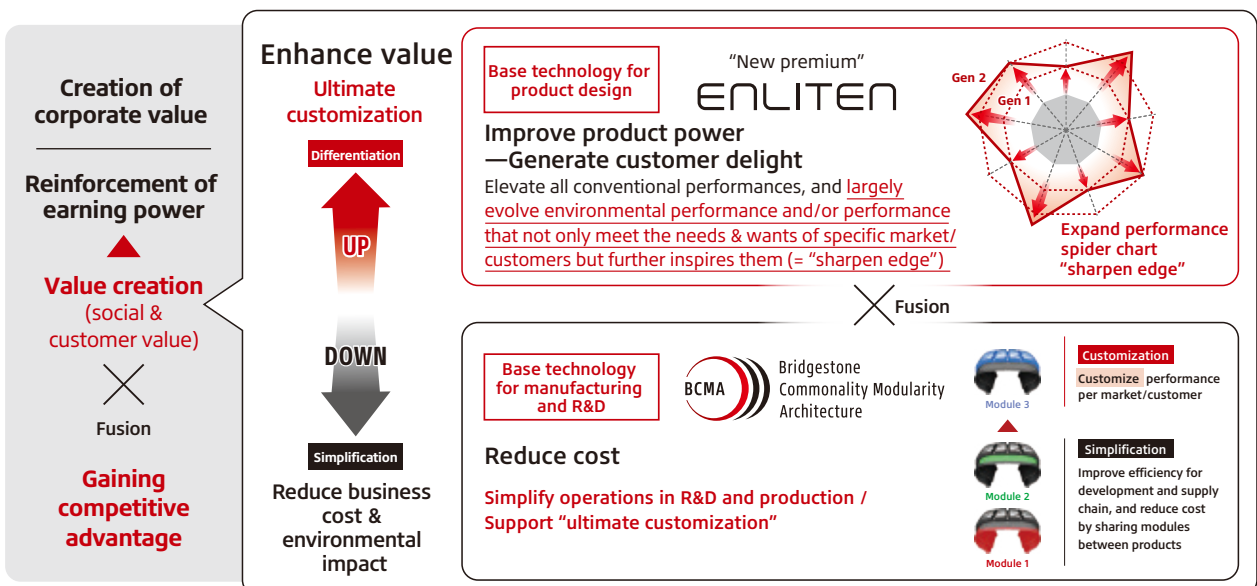 Creation of
corporate value
Reinforcement of
earning power
Value creation
(social &
customer value)
Fusion
Gaining
competitive
advantage
Enhance value
Ultimate
customization
Differentiation
UP
DOWN
Simplification
Reduce business
cost &
environmental
impact
Base technology for
product design
“New premium”
ENLITEN
Improve product power
—Generate customer delight
Elevate all conventional performances, and largely
evolve environmental performance and/or performance
that not only meet the needs & wants of specific market/
customers but further inspires them (= “sharpen edge”)
Gen 2
Gen 1
Expand performance
spider chart
“sharpen edge”
Fusion
Base technology
for manufacturing
and R&D
BCMA
Bridgestone
Commonality Modularity
Architecture
Reduce cost
Simplify operations in R&D and production /
Support “ultimate customization”
Module 3
Module 2
Module 1
Customization
Customize performance
per market/customer
Simplification
Improve efficiency for
development and supply
chain, and reduce cost
by sharing modules
between products